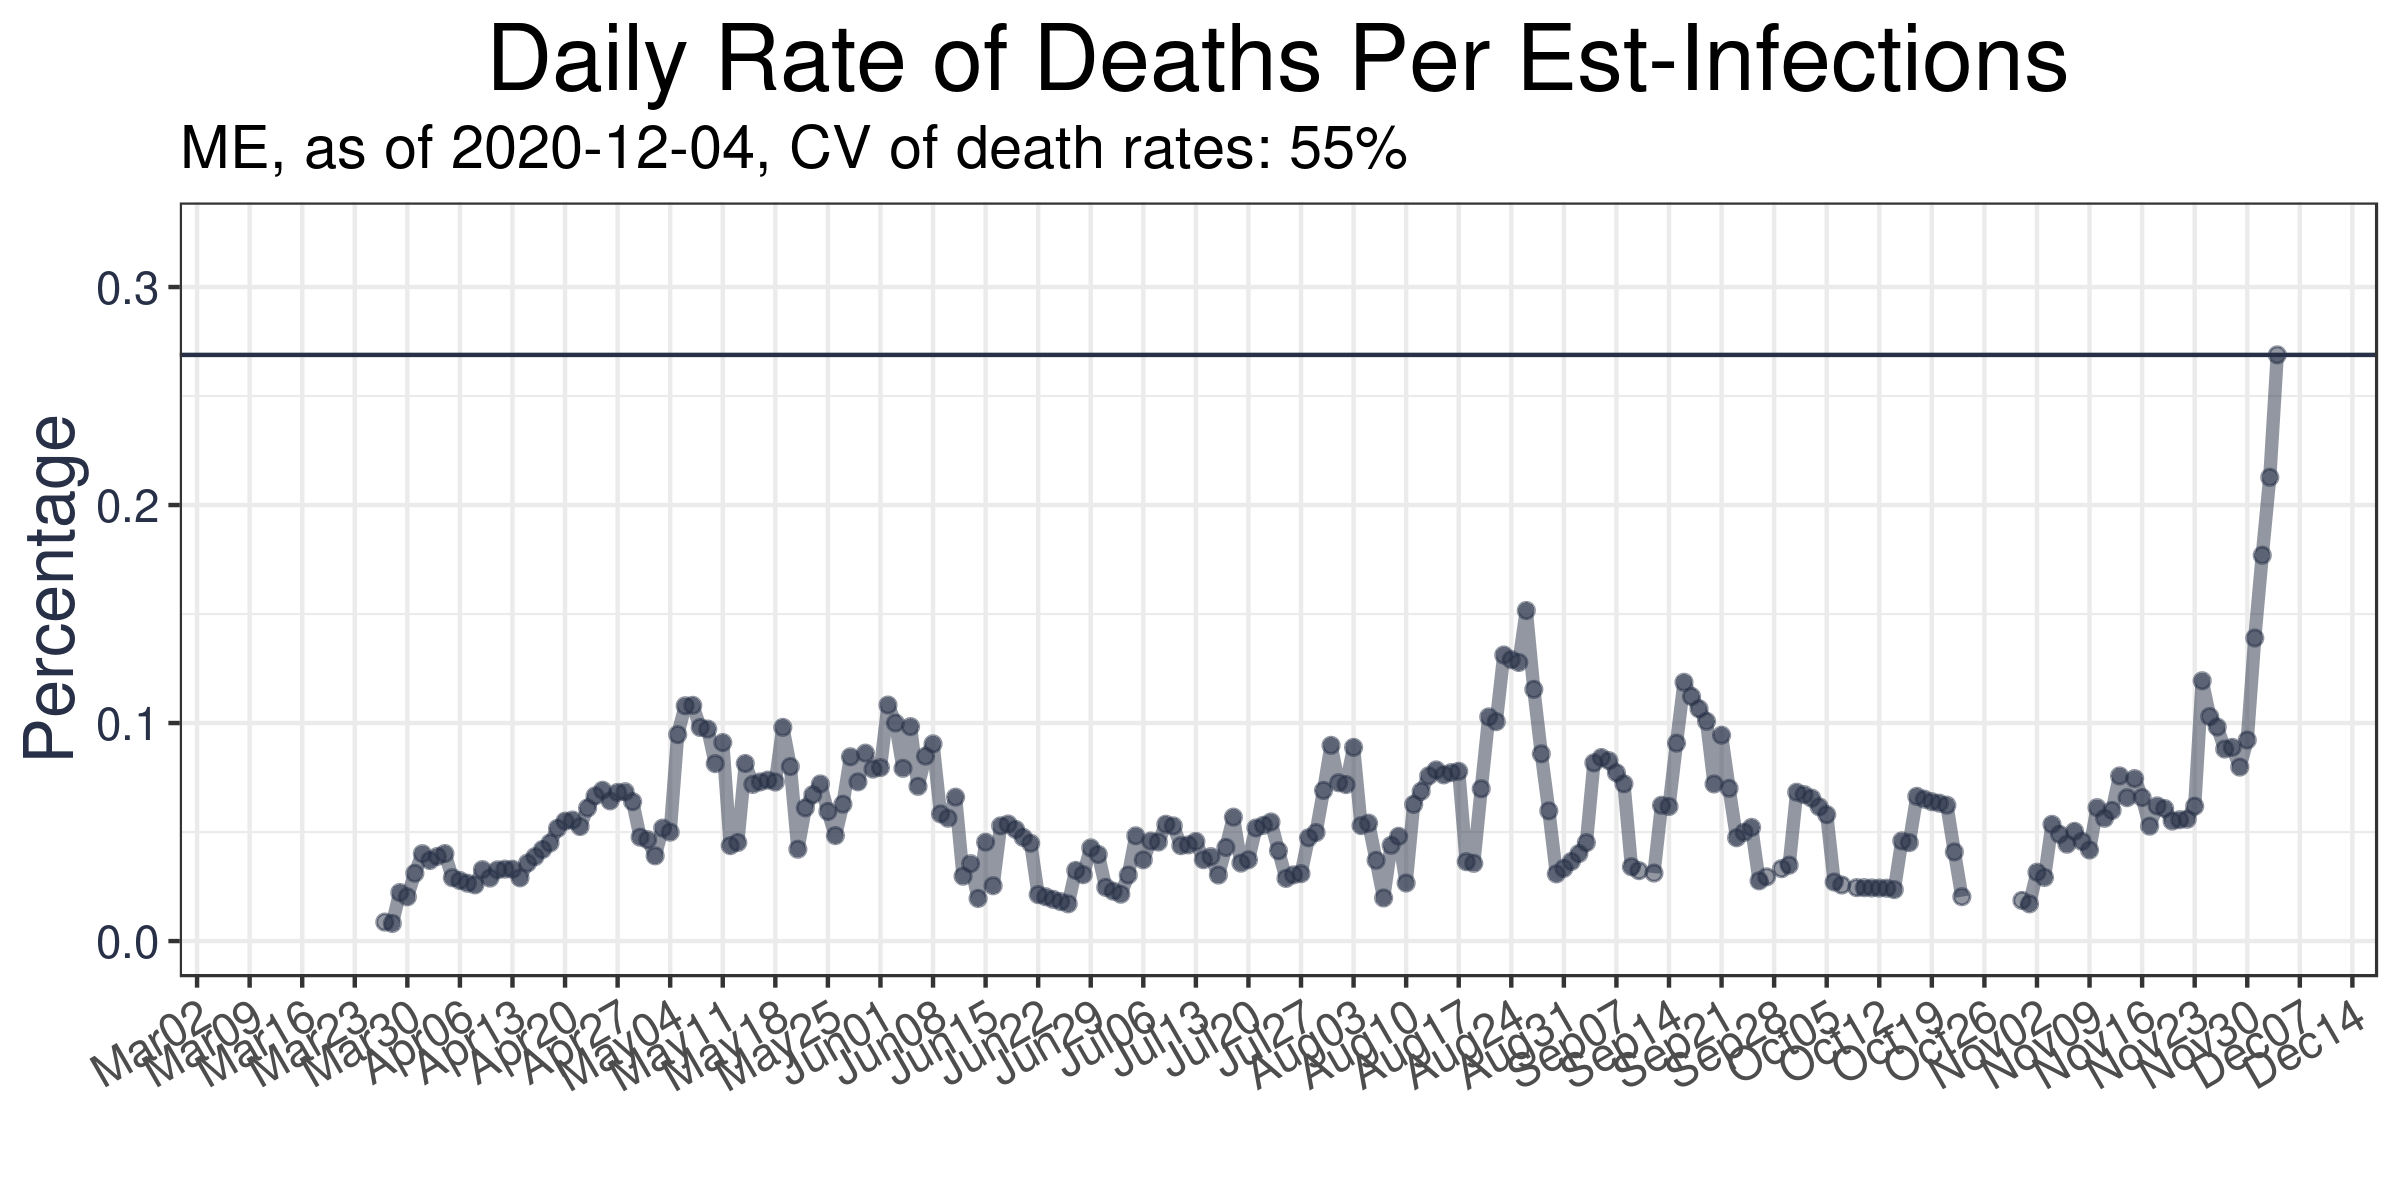 Daily Rate of Deaths Per Est-Infections
ME, as of 2020-12-04, CV of death rates: 55%
Percentage
0.3
0.2
0.1
0.0
Mar02
Mar09
Mar16
Mar23
Mar30
Apr06
Apr13
Apr20
Apr27
May04
May11
May18
May25
Jun01
Jun08
Jun15
Jun22
Jun29
Jul06
Jul13
Jul20
Jul27
Aug03
Aug10
Aug17
Aug24
Aug31
Sep07
Sep14
Sep21
Sep28
Oct05
Oct12
Oct19
Oct26
Nov02
Nov09
Nov16
Nov23
Nov30
Dec07
Dec14